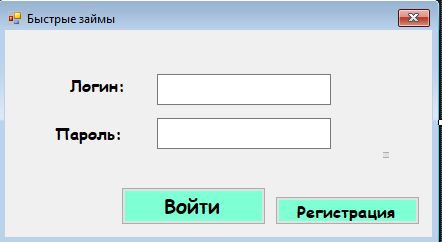 Быстрые займы
Логин:
Пароль:
Войти
Регистрация